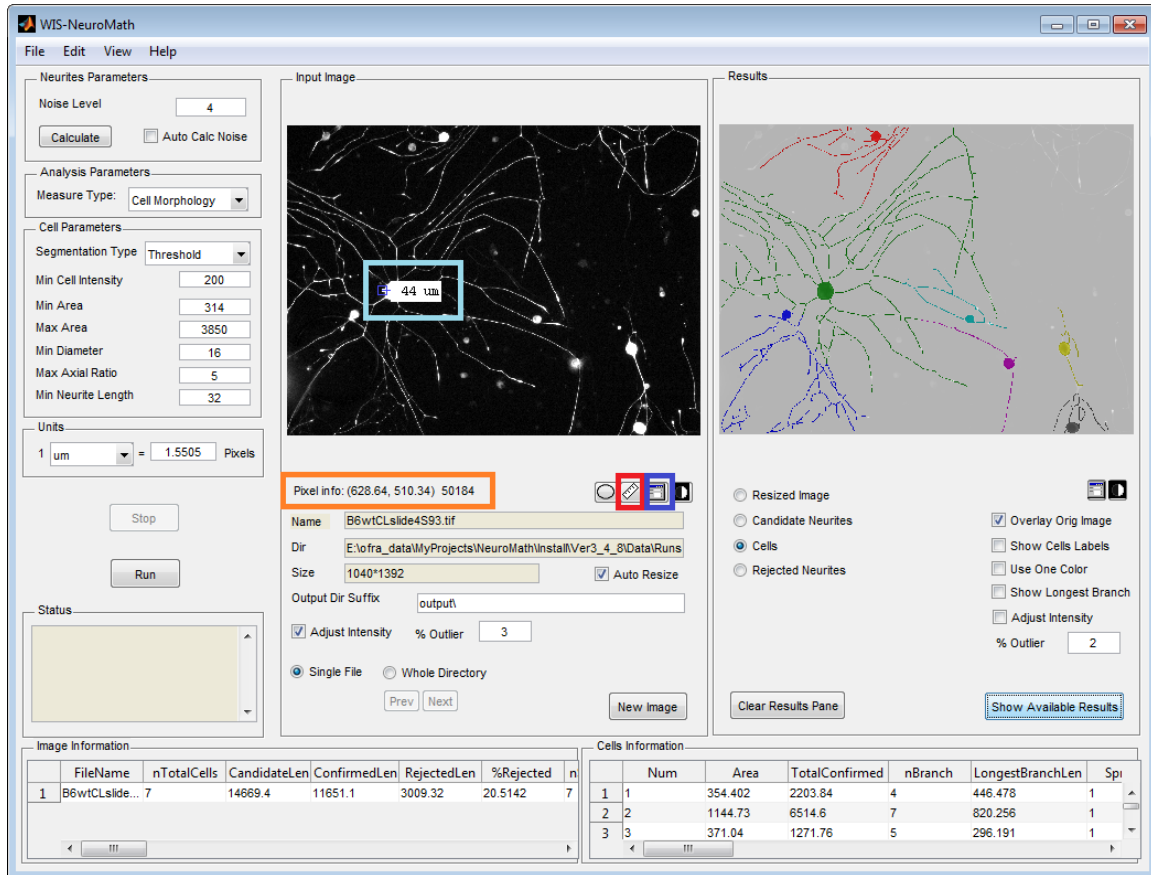 WIS-NeuroMath
File Edit View Help
Neurites Parameters
Noise Level 4
Calculate Auto Calc Noise
Analysis Parameters
Measure Type: Cell Morphology
Cell Parameters
Segmentation Type Threshold
Min Cell Intensity 200
Min Area 314
Max Area 3850
Min Diameter 16
Max Axial Ratio 5
Min Neurite Length 32
Units
1 um = 1.5505 Pixels
Stop
Run
Status
Input Image
44 um
Pixel info: (628.64, 510.34) 50184
Name B6wtCLslide4S93.tif
Dir E:\ofra_data\MyProjects\NeuroMath\Install\Ver3_4_8\Data\Runs
Size 1040*1392 Auto Resize
Output Dir Suffix output\
Adjust Intensity % Outlier 3
Single File Whole Directory
Prev Next
New Image
Results
Resized Image
Candidate Neurites
Cells
Rejected Neurites
Overlay Orig Image
Show Cells Labels
Use One Color
Show Longest Branch
Adjust Intensity
% Outlier 2
Clear Results Pane Show Available Results
Image Information
FileName nTotalCells CandidateLen ConfirmedLen RejectedLen %Rejected n
1 B6wtCLslide... 7 14669.4 11651.1 3009.32 20.5142 7
Cells Information
Num Area TotalConfirmed nBranch LongestBranchLen Spr
1 1 354.402 2203.84 4 446.478 1
2 2 1144.73 6514.6 7 820.256 1
3 3 371.04 1271.76 5 296.191 1